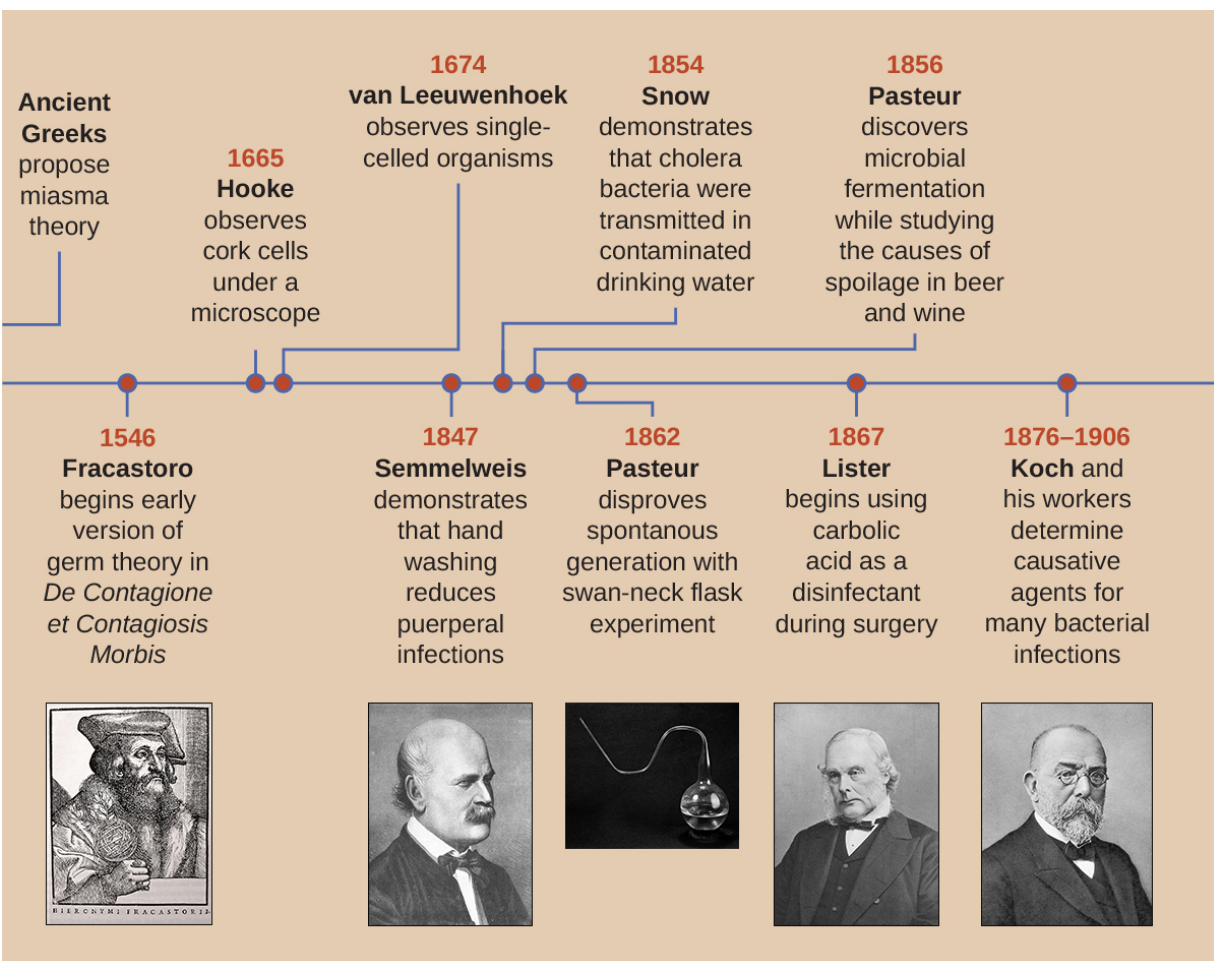 Ancient
Greeks
propose
miasma
theory
1665
Hooke
observes
cork cells
under a
microscope
1674
van Leeuwenhoek
observes single-
celled organisms
1854
Snow
demonstrates
that cholera
bacteria were
transmitted in
contaminated
drinking water
1856
Pasteur
discovers
microbial
fermentation
while studying
the causes of
spoilage in beer
and wine
1546
Fracastoro
begins early
version of
germ theory in
De Contagione
et Contagiosis
Morbis
1847
Semmelweis
demonstrates
that hand
washing
reduces
puerperal
infections
1862
Pasteur
disproves
spontanous
generation with
swan-neck flask
experiment
1867
Lister
begins using
carbolic
acid as a
disinfectant
during surgery
1876–1906
Koch and
his workers
determine
causative
agents for
many bacterial
infections
HIERONYMI FRACASTORII